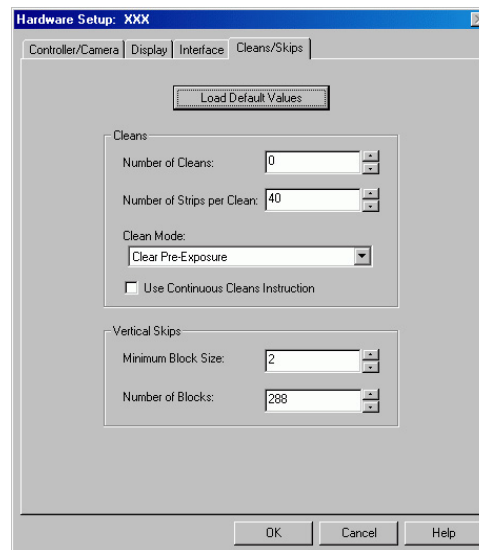 Hardware Setup: XXX
Controller/Camera Display Interface Cleans/Skips
Load Default Values
Cleans
Number of Cleans: 0
Number of Strips per Clean: 40
Clean Mode:
Clear Pre-Exposure
Use Continuous Cleans Instruction
Vertical Skips
Minimum Block Size: 2
Number of Blocks: 288
OK Cancel Help